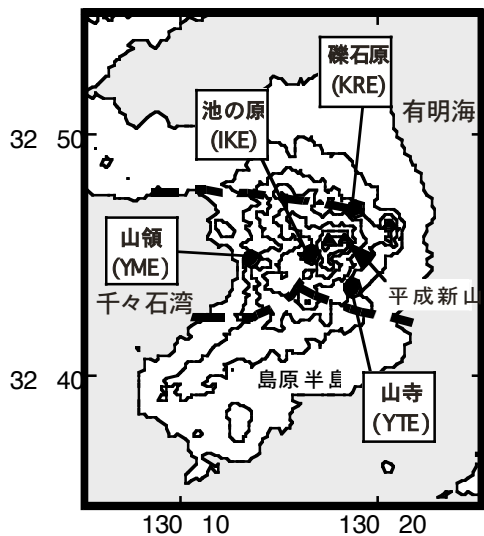 礫石原
(KRE)
池の原
(IKE)
有明海
32 50
山領
(YME)
千々石湾
平成新山
32 40
島原半島
山寺
(YTE)
130 10
130 20